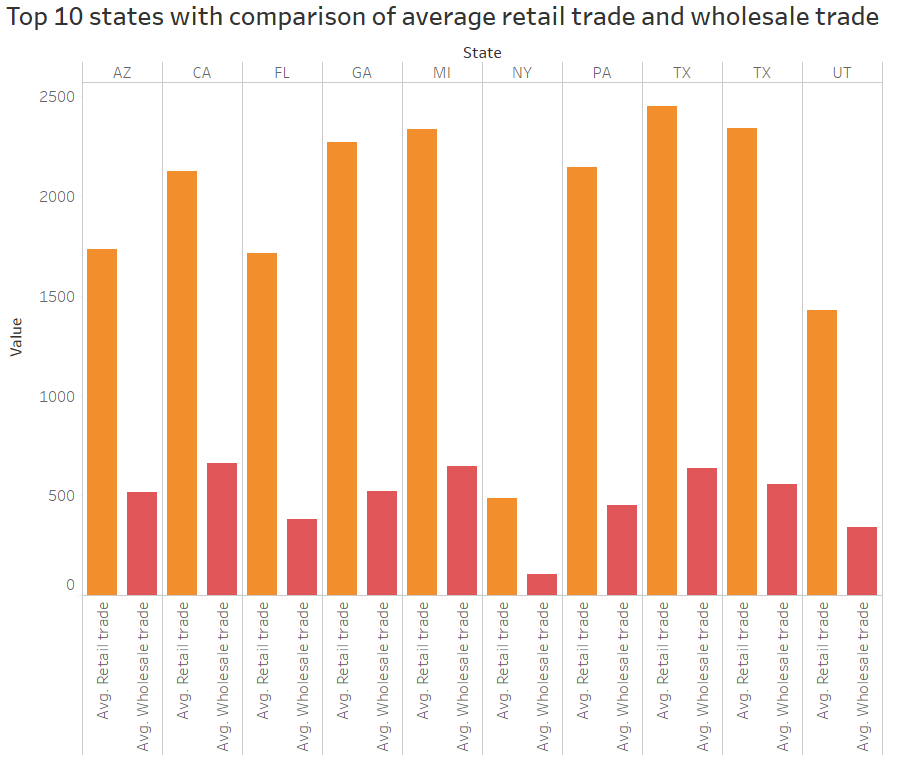 Top 10 states with comparison of average retail trade and wholesale trade
State
AZ CA FL GA MI NY PA TX TX UT
2500
2000
1500
1000
500
0
Value
Avg. Retail trade
Avg. Wholesale trade
Avg. Retail trade
Avg. Wholesale trade
Avg. Retail trade
Avg. Wholesale trade
Avg. Retail trade
Avg. Wholesale trade
Avg. Retail trade
Avg. Wholesale trade
Avg. Retail trade
Avg. Wholesale trade
Avg. Retail trade
Avg. Wholesale trade
Avg. Retail trade
Avg. Wholesale trade
Avg. Retail trade
Avg. Wholesale trade
Avg. Retail trade
Avg. Wholesale trade